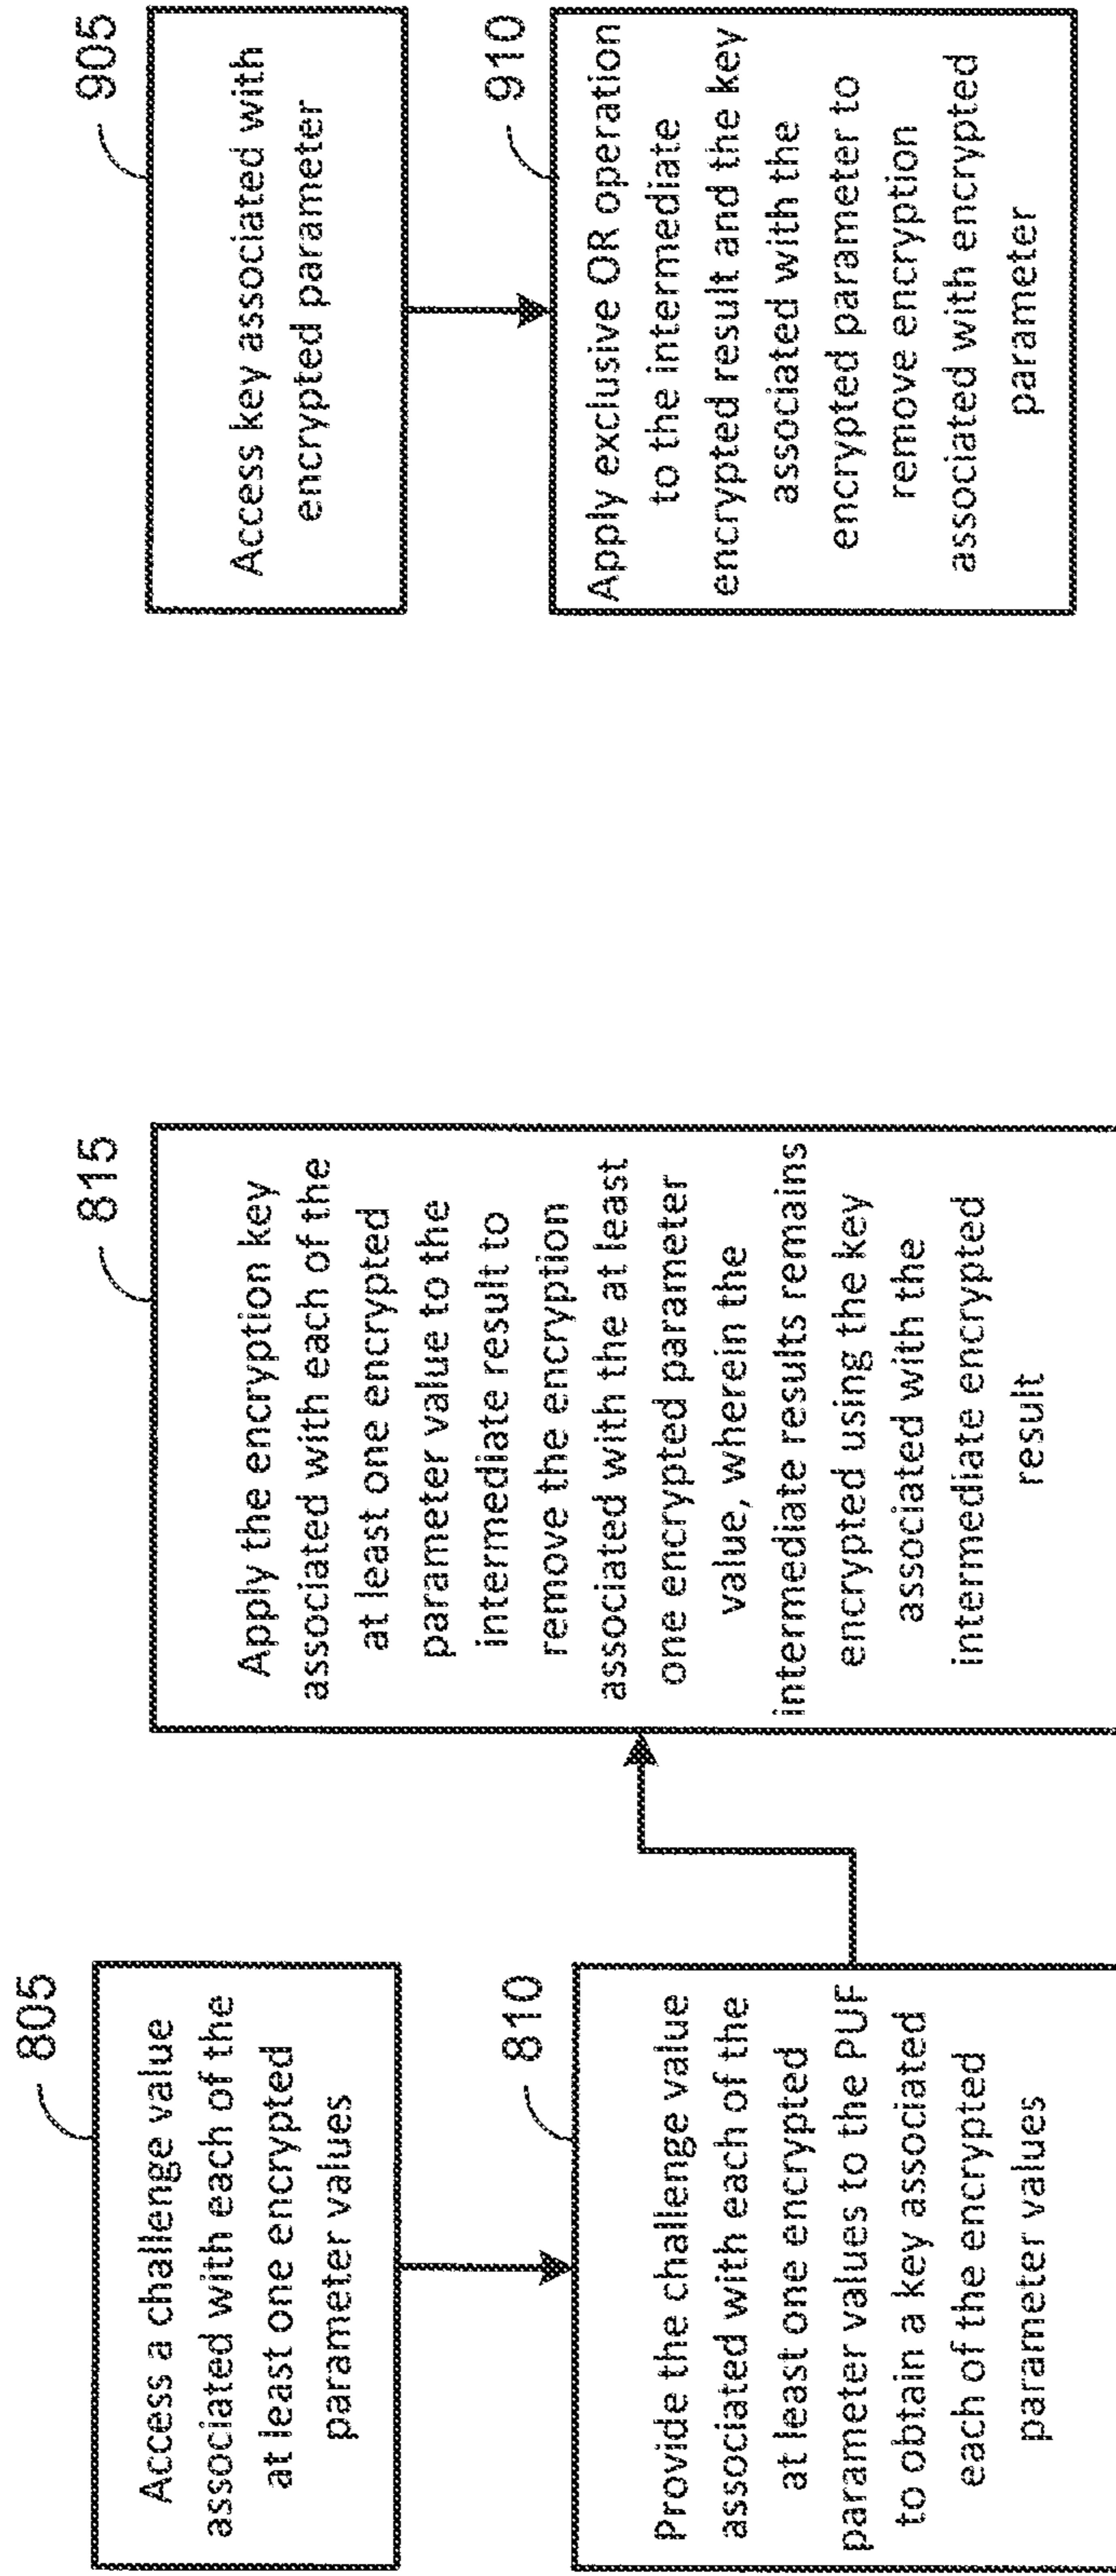 805
Access a challenge value
associated with each of the
at least one encrypted
parameter values
810
Provide the challenge value
associated with each of the
at least one encrypted
parameter values to the PUF
to obtain a key associated
each of the encrypted
parameter values
815
Apply the encryption key
associated with each of the
at least one encrypted
parameter value to the
intermediate result to
remove the encryption
associated with the at least
one encrypted parameter
value, wherein the
intermediate results remains
encrypted using the key
associated with the
intermediate encrypted
result
905
Access key associated with
encrypted parameter
910
Apply exclusive OR operation
to the intermediate
encrypted result and the key
associated with the
encrypted parameter to
remove encryption
associated with encrypted
parameter